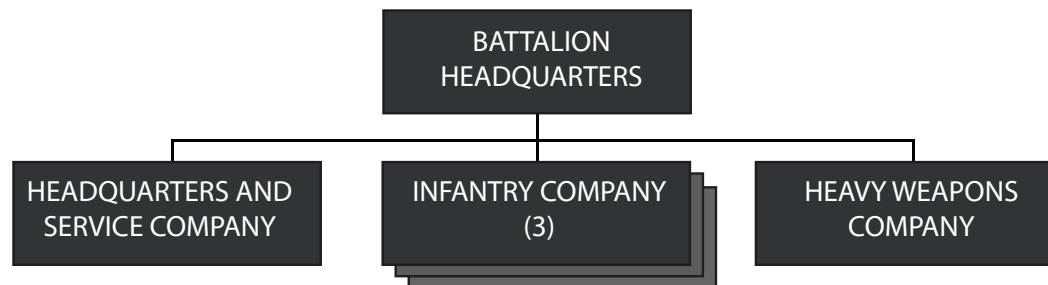 BATTALION
HEADQUARTERS
HEADQUARTERS AND
SERVICE COMPANY
INFANTRY COMPANY
(3)
HEAVY WEAPONS
COMPANY